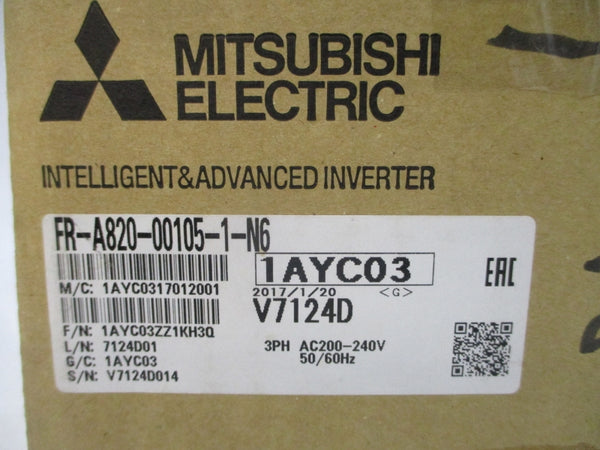 MITSUBISHI
ELECTRIC
INTELLIGENT&ADVANCED INVERTER
FR-A820-00105-1-N6
1AYC03
EAC
M/C: 1AYC0317012001
2017/1/20 <G>
V7124D
F/N: 1AYC03ZZ1KH3Q
L/N: 7124D01
3PH AC200-240V
G/C: 1AYC03
50/60Hz
S/N: V7124D014